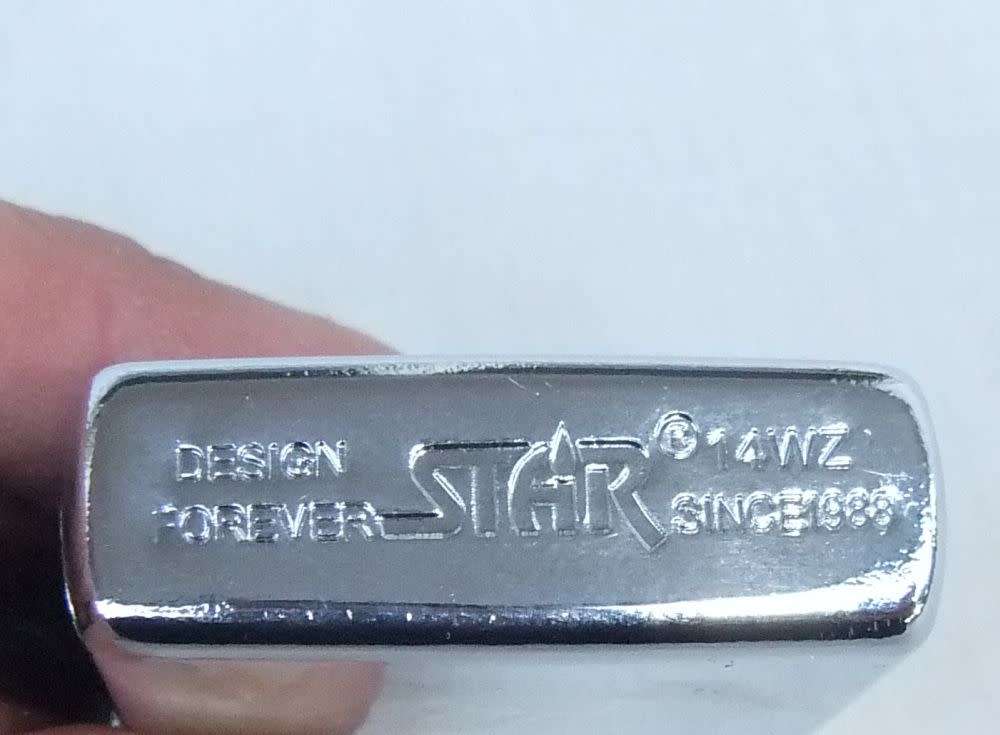 DESIGN
FOREVER
STAR
® 14WZ
SINCE1988